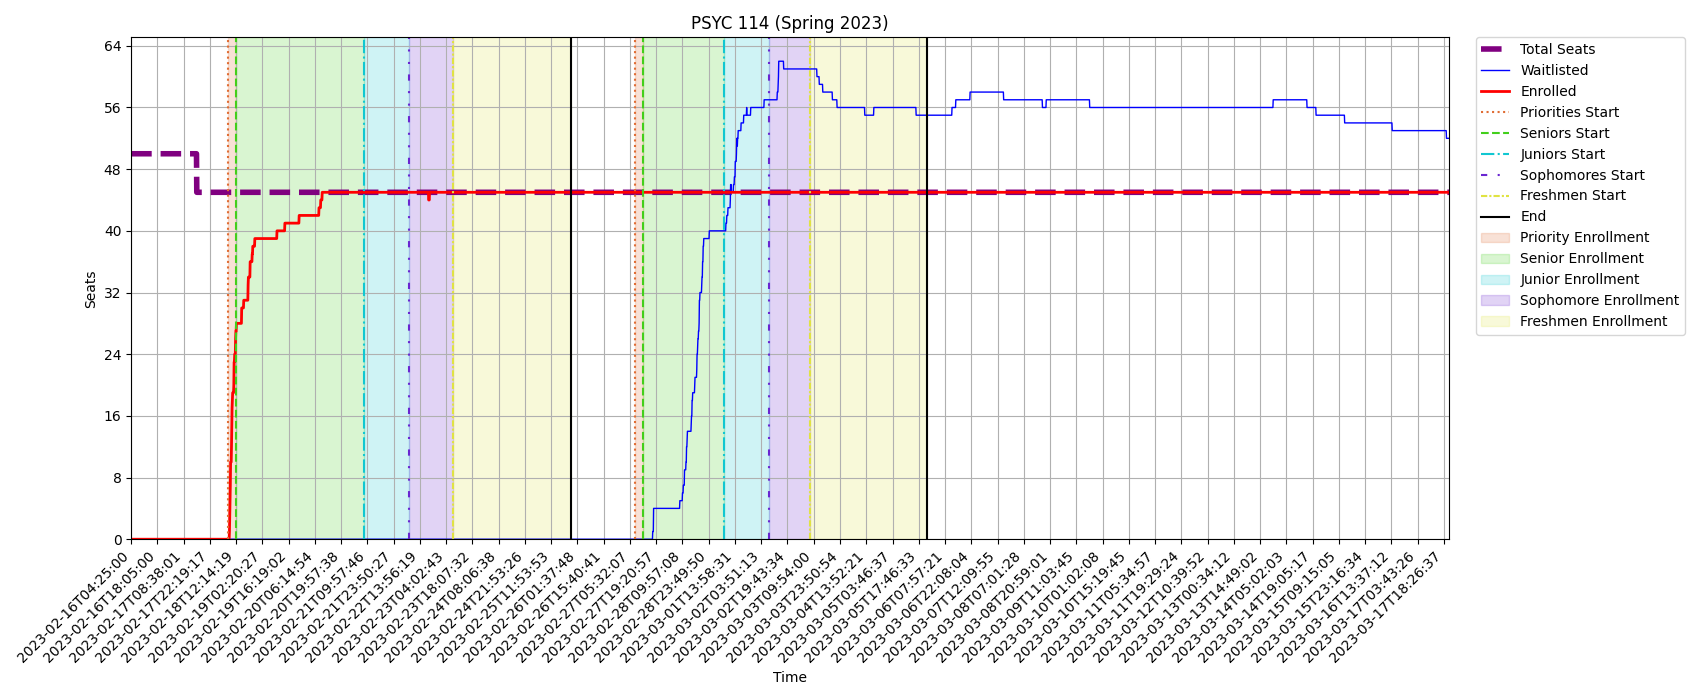 PSYC 114 (Spring 2023)
64
56
48
40
32
24
16
8
0
Seats
2023-02-16T04:25:00
2023-02-16T18:05:00
2023-02-17T08:38:01
2023-02-17T22:19:17
2023-02-18T12:14:19
2023-02-19T02:20:27
2023-02-19T16:19:02
2023-02-20T06:14:54
2023-02-20T19:57:38
2023-02-21T09:57:46
2023-02-21T23:50:27
2023-02-22T13:56:19
2023-02-23T04:02:43
2023-02-23T18:07:32
2023-02-24T08:06:38
2023-02-24T21:53:26
2023-02-25T11:53:53
2023-02-26T01:37:48
2023-02-26T15:40:41
2023-02-27T05:32:07
2023-02-27T19:20:57
2023-02-28T09:57:08
2023-02-28T23:49:50
2023-03-01T13:58:31
2023-03-02T03:51:13
2023-03-02T19:43:34
2023-03-03T09:54:00
2023-03-03T23:50:54
2023-03-04T13:52:21
2023-03-05T03:46:37
2023-03-05T17:46:33
2023-03-06T07:57:21
2023-03-06T22:08:04
2023-03-07T12:09:55
2023-03-08T07:01:28
2023-03-08T20:59:01
2023-03-09T11:03:45
2023-03-10T01:02:08
2023-03-10T15:19:45
2023-03-11T05:34:57
2023-03-11T19:29:24
2023-03-12T10:39:52
2023-03-13T00:34:12
2023-03-13T14:49:02
2023-03-14T05:02:03
2023-03-14T19:05:17
2023-03-15T09:15:05
2023-03-15T23:16:34
2023-03-16T13:37:12
2023-03-17T03:43:26
2023-03-17T18:26:37
Time
Total Seats
Waitlisted
Enrolled
Priorities Start
Seniors Start
Juniors Start
Sophomores Start
Freshmen Start
End
Priority Enrollment
Senior Enrollment
Junior Enrollment
Sophomore Enrollment
Freshmen Enrollment